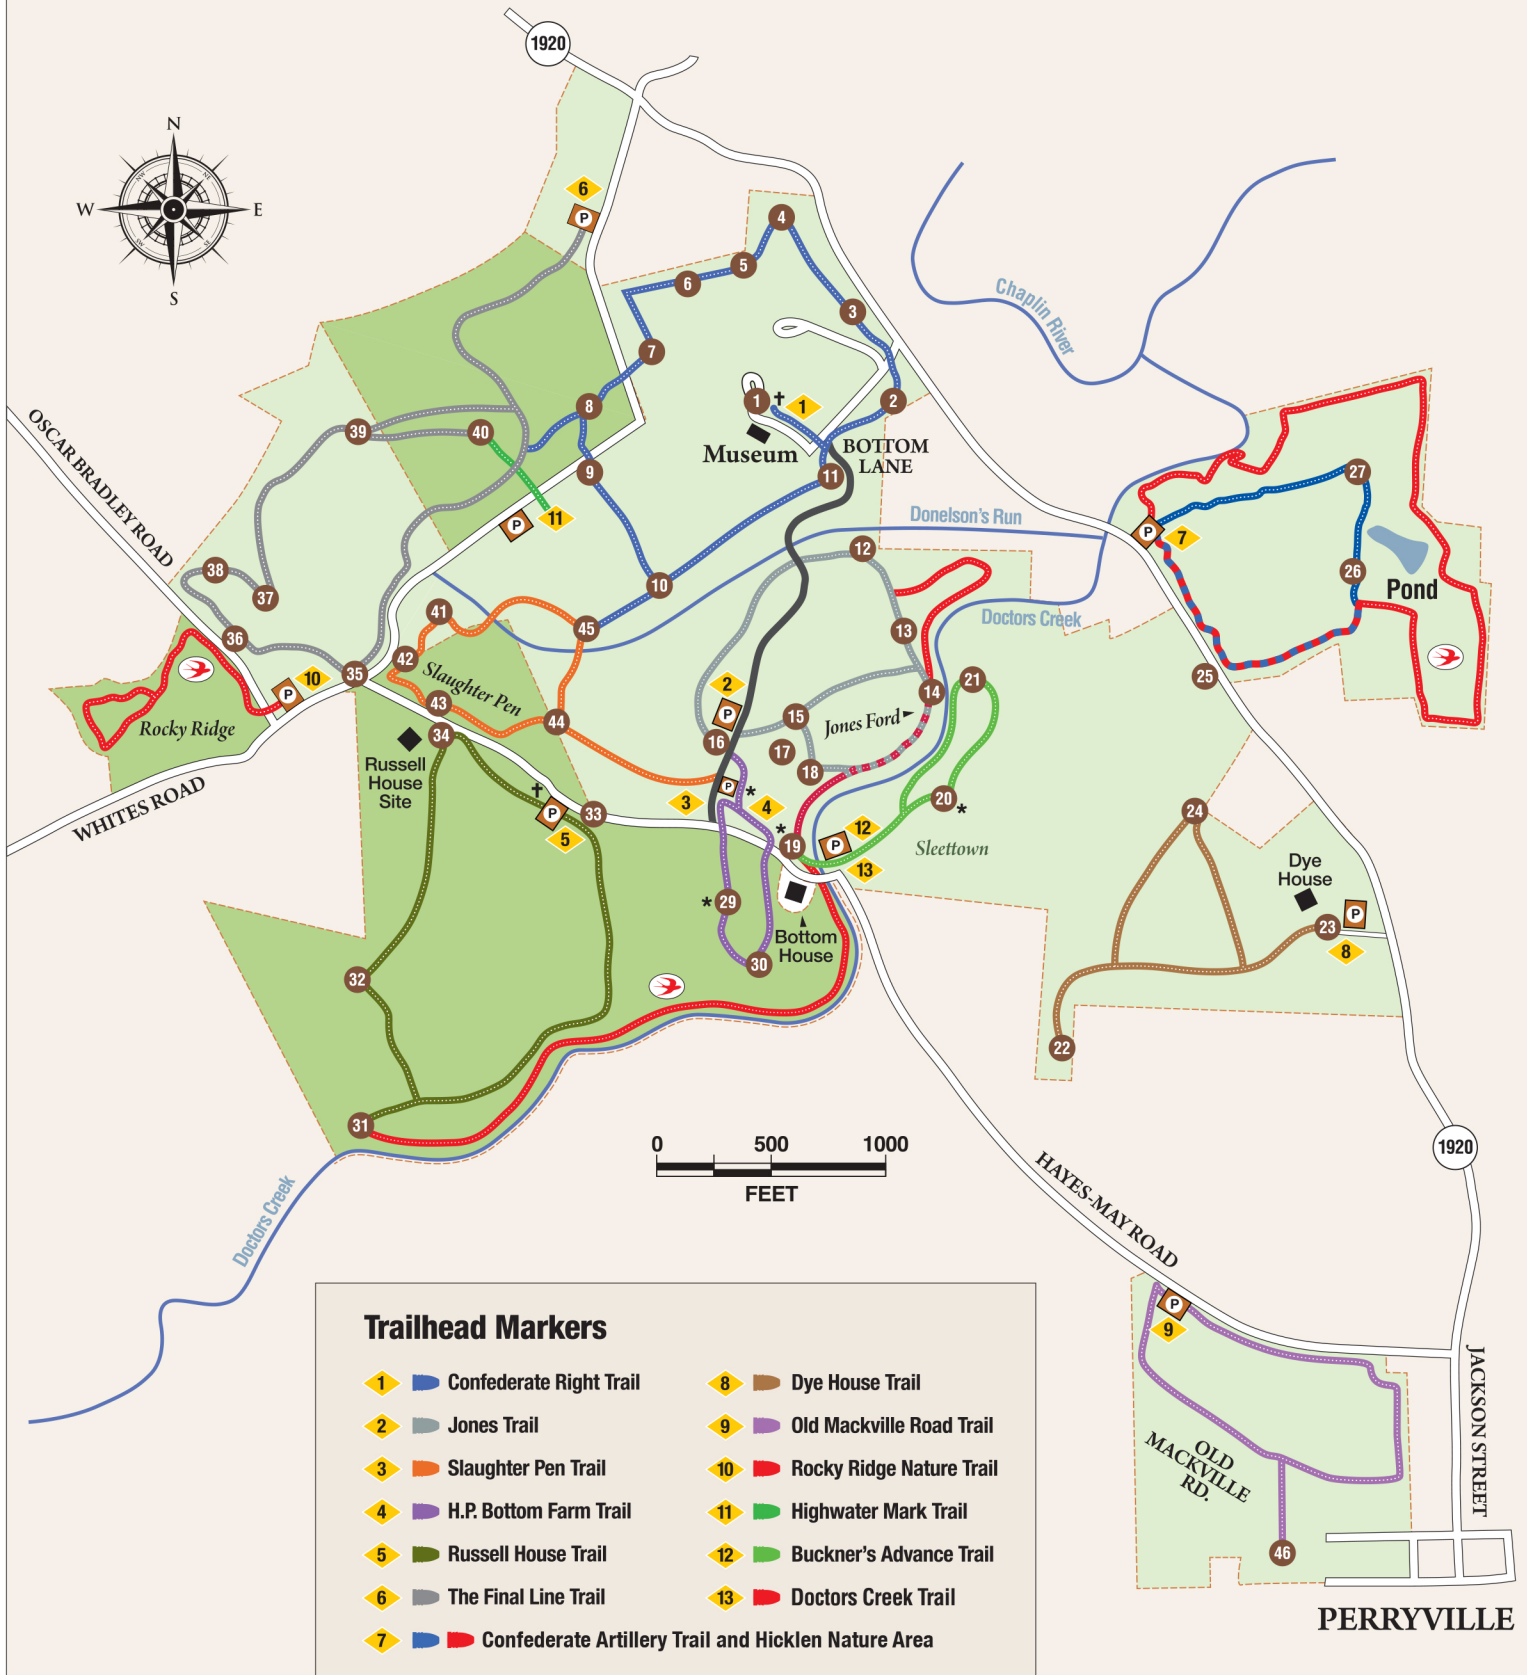 1920
N
NW
NE
W
E
SW
SE
S
6
P
4
5
6
3
7
Chaplin River
1
1
2
8
39
40
OSCAR BRADLEY ROAD
Museum
BOTTOM
LANE
9
11
27
P
11
Donelson's Run
P
7
12
38
37
10
26
Pond
41
Doctors Creek
45
13
36
42
Slaughter Pen
35
10
P
2
21
25
14
43
P
15
Jones Ford
44
Rocky Ridge
34
16
17
18
Russell
House
Site
P
*
20
*
3
4
WHITES ROAD
P
33
5
*
12
19
P
13
Sleettown
24
Dye
House
P
23
8
* 29
Bottom
House
30
32
22
31
0
500
1000
FEET
1920
HAYES-MAY ROAD
Doctors Creek
P
9
JACKSON STREET
OLD
MACKVILLE
RD.
46
PERRYVILLE
Trailhead Markers
1 Confederate Right Trail
2 Jones Trail
3 Slaughter Pen Trail
4 H.P. Bottom Farm Trail
5 Russell House Trail
6 The Final Line Trail
7 Confederate Artillery Trail and Hicklen Nature Area
8 Dye House Trail
9 Old Mackville Road Trail
10 Rocky Ridge Nature Trail
11 Highwater Mark Trail
12 Buckner's Advance Trail
13 Doctors Creek Trail